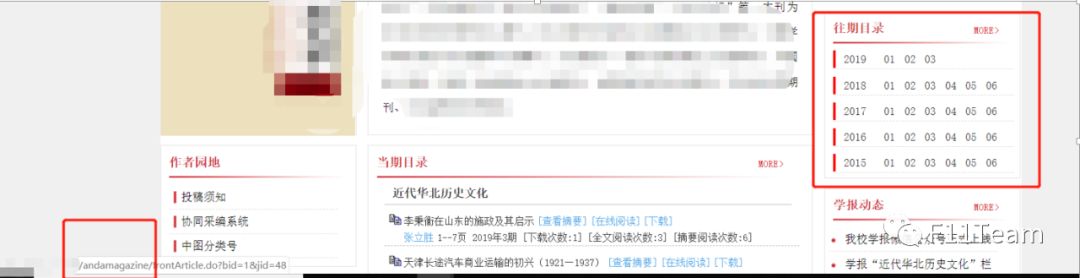 第
本刊为
期
刊、
往期目录 MORE>
2019 01 02 03
2018 01 02 03 04 05 06
2017 01 02 03 04 05 06
2016 01 02 03 04 05 06
2015 01 02 03 04 05 06
作者园地
投稿须知
协同采编系统
中图分类号
当期目录 MORE>
近代华北历史文化
李秉衡在山东的施政及其启示 [查看摘要] [在线阅读] [下载]
张立胜 1--7页 2019年3期 [下载次数:1] [全文阅读次数:3] [摘要阅读次数:6]
天津长途汽车商业运输的初兴（1921—1937） [查看摘要] [在线阅读] [下载]
学报动态 MORE>
我校学报
上线
学报“近代华北历史文化”栏
E11Team
/andamagazine/frontArticle.do?bid=1&jid=48